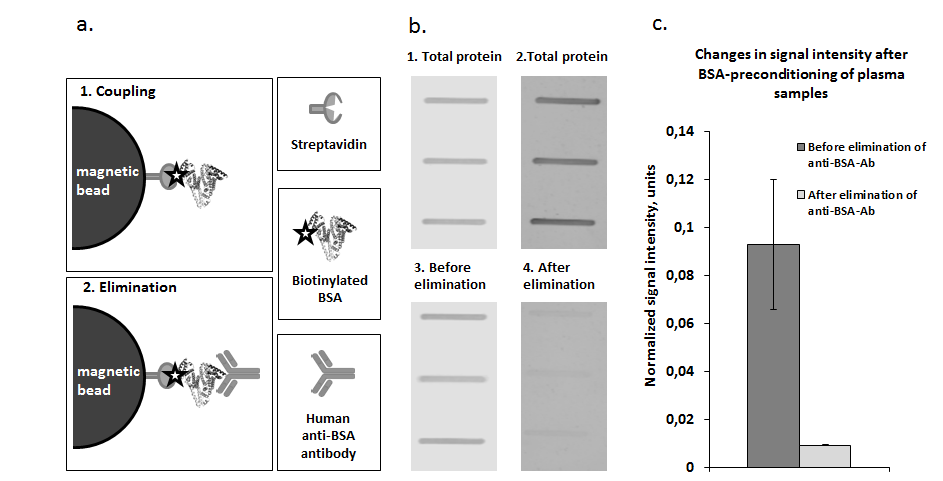 a.
1. Coupling
magnetic
bead
Streptavidin
Biotinylated
BSA
2. Elimination
magnetic
bead
Human
anti-BSA
antibody
b.
1. Total protein
2.Total protein
3. Before
elimination
4. After
elimination
c.
Changes in signal intensity after
BSA-preconditioning of plasma
samples
Normalized signal intensity, units
0,14
0,12
0,1
0,08
0,06
0,04
0,02
0
Before elimination of
anti-BSA-Ab
After elimination of
anti-BSA-Ab